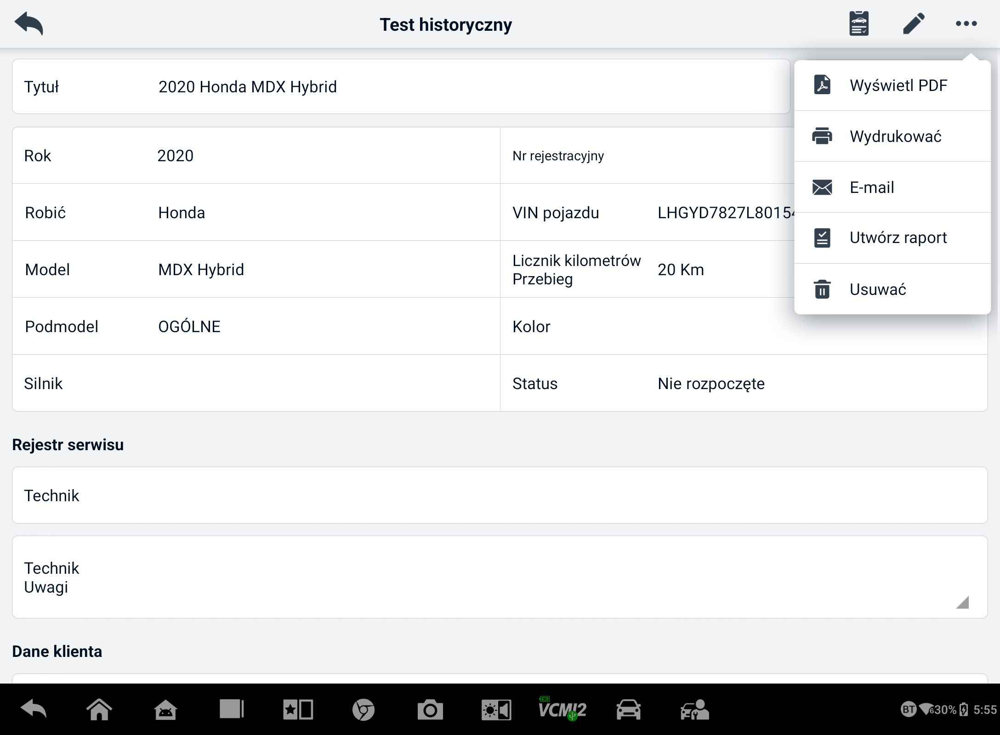 Test historyczny
Tytuł 2020 Honda MDX Hybrid
Rok 2020
Nr rejestracyjny
Robić Honda
VIN pojazdu LHGYD7827L8015
Model MDX Hybrid
Licznik kilometrów
Przebieg 20 Km
Podmodel OGÓLNE
Kolor
Silnik
Status Nie rozpoczęte
Wyświetl PDF
Wydrukować
E-mail
Utwórz raport
Usuwać
Rejestr serwisu
Technik
Technik
Uwagi
Dane klienta
VCMI2
BT 6 30% 5:55